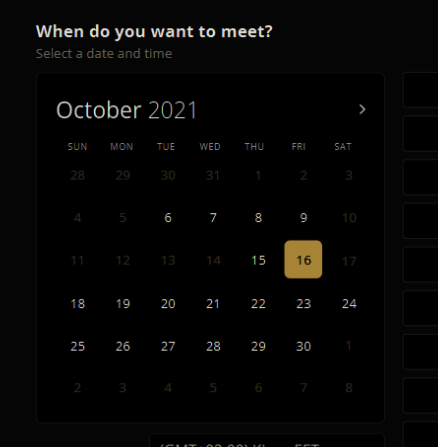 When do you want to meet?
Select a date and time
October 2021
SUN MON TUE WED THU FRI SAT
28 29 30 31 1 2 3
4 5 6 7 8 9 10
11 12 13 14 15 16 17
18 19 20 21 22 23 24
25 26 27 28 29 30 1
2 3 4 5 6 7 8